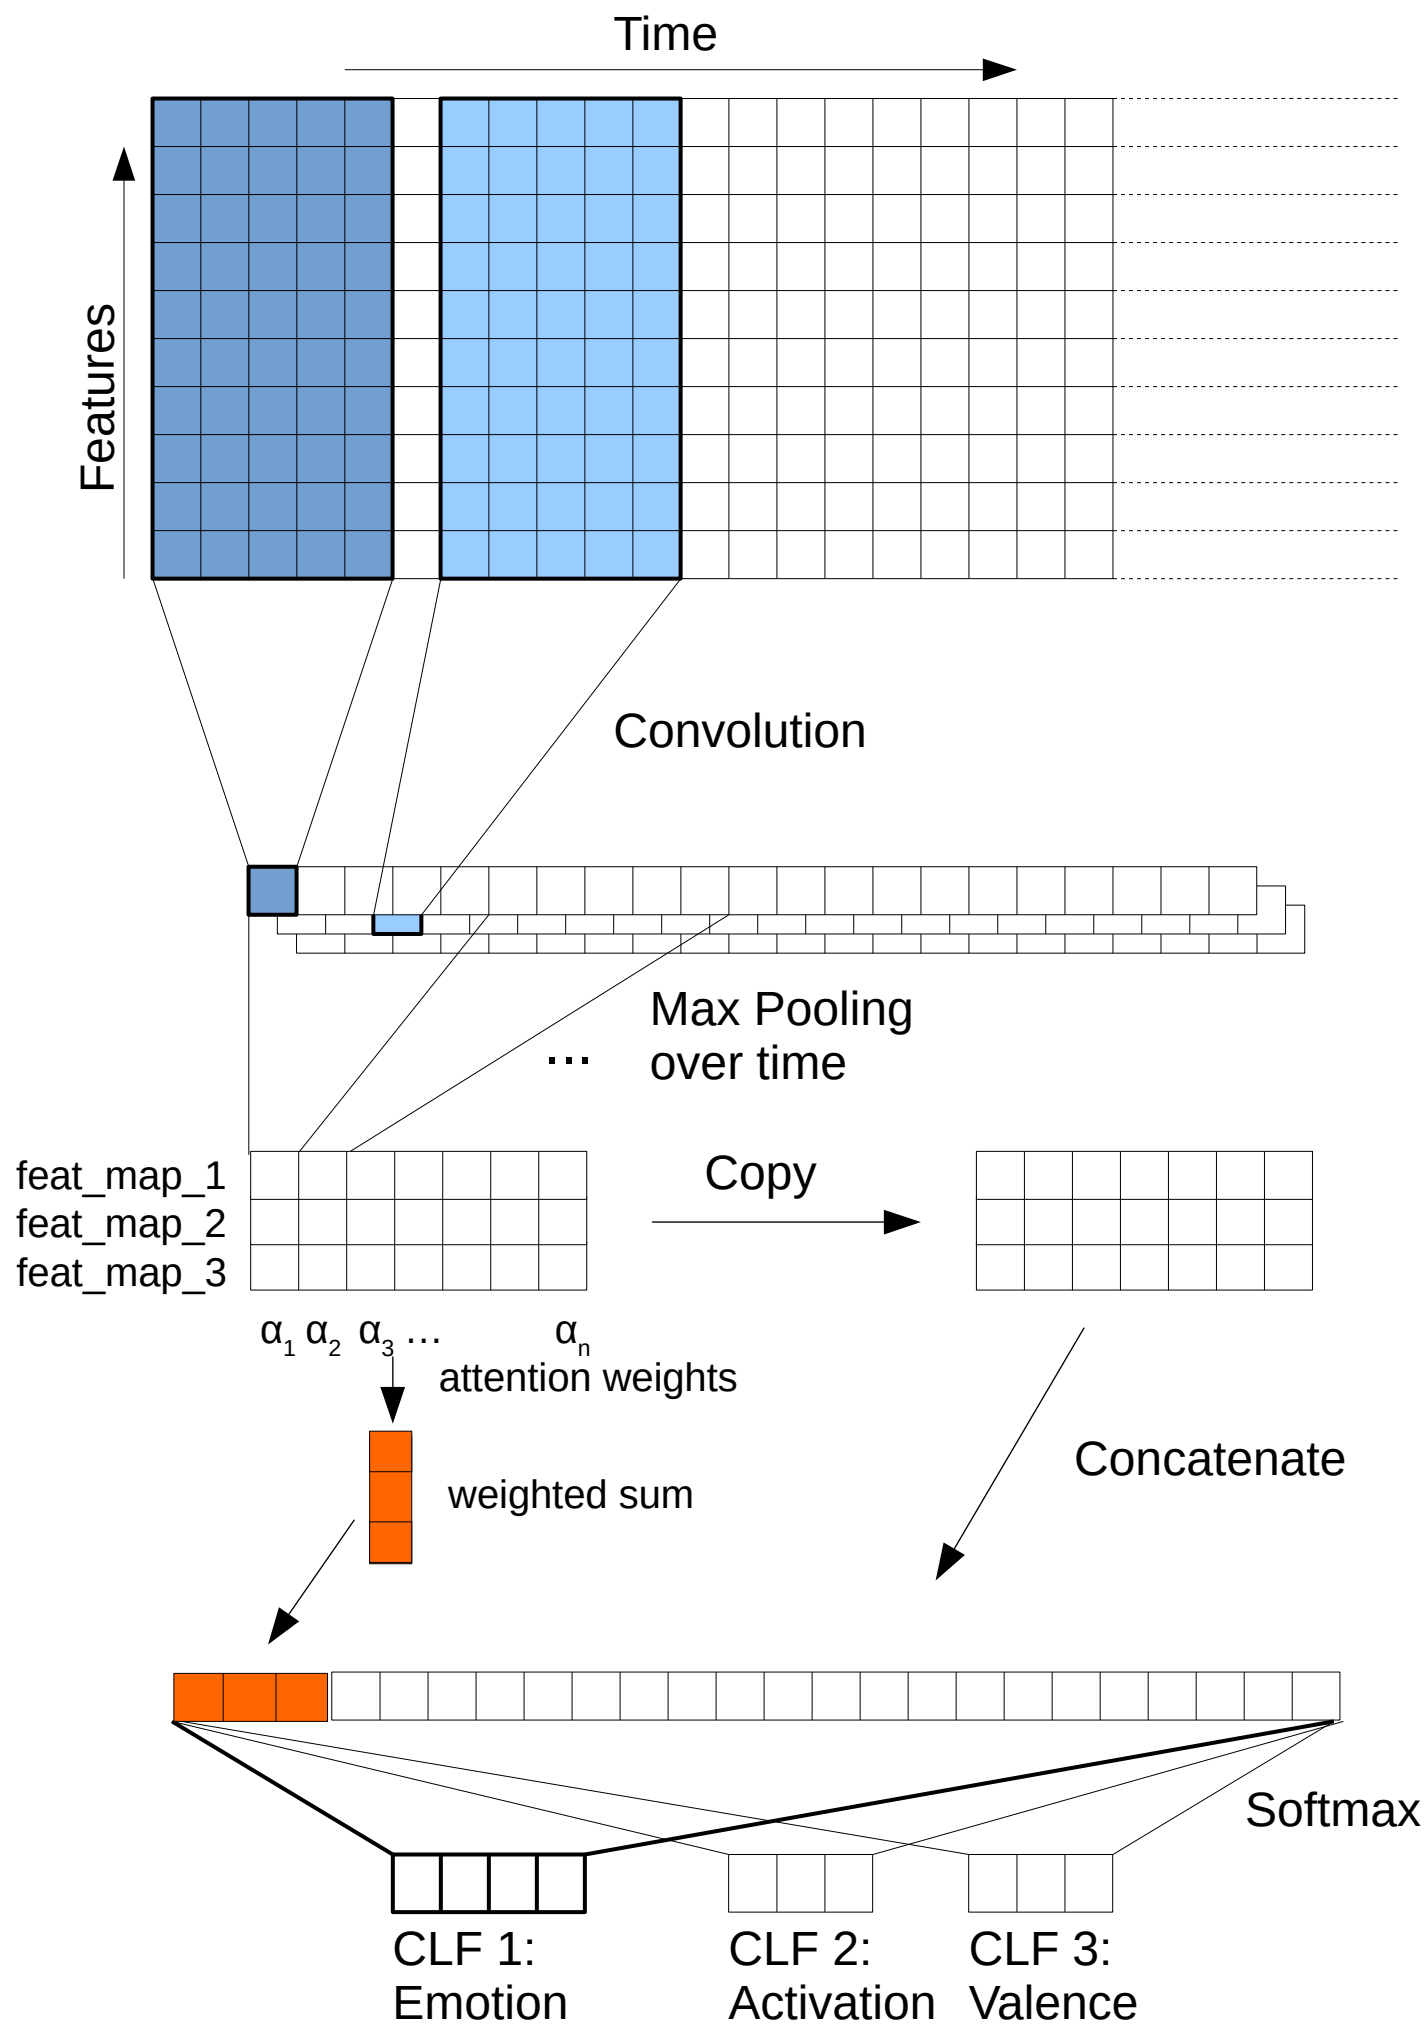 Time
Features
Convolution
Max Pooling
over time
...
feat_map_1
feat_map_2
feat_map_3
Copy
α1 α2 α3 ... αn
attention weights
weighted sum
Concatenate
Softmax
CLF 1:
Emotion
CLF 2:
Activation
CLF 3:
Valence